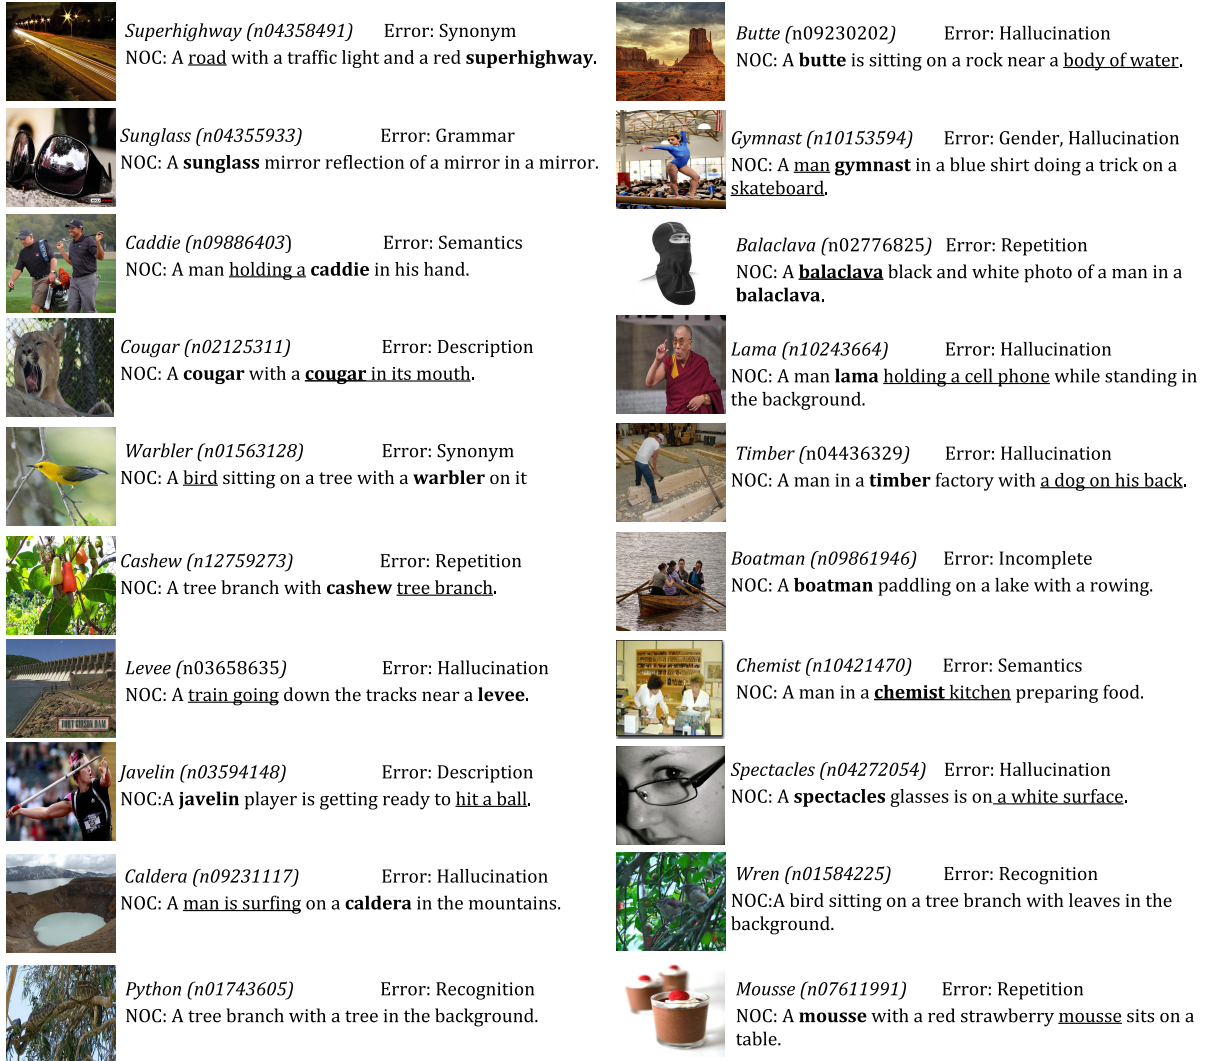 Superhighway (n04358491) Error: Synonym
NOC: A road with a traffic light and a red superhighway.
Sunglass (n04355933) Error: Grammar
NOC: A sunglass mirror reflection of a mirror in a mirror.
Caddie (n09886403) Error: Semantics
NOC: A man holding a caddie in his hand.
Cougar (n02125311) Error: Description
NOC: A cougar with a cougar in its mouth.
Warbler (n01563128) Error: Synonym
NOC: A bird sitting on a tree with a warbler on it
Cashew (n12759273) Error: Repetition
NOC: A tree branch with cashew tree branch.
Levee (n03658635) Error: Hallucination
NOC: A train going down the tracks near a levee.
FORT GIBSON DAM
Javelin (n03594148) Error: Description
NOC:A javelin player is getting ready to hit a ball.
Caldera (n09231117) Error: Hallucination
NOC: A man is surfing on a caldera in the mountains.
Python (n01743605) Error: Recognition
NOC: A tree branch with a tree in the background.
Butte (n09230202) Error: Hallucination
NOC: A butte is sitting on a rock near a body of water.
Gymnast (n10153594) Error: Gender, Hallucination
NOC: A man gymnast in a blue shirt doing a trick on a
skateboard.
Balaclava (n02776825) Error: Repetition
NOC: A balaclava black and white photo of a man in a
balaclava.
Lama (n10243664) Error: Hallucination
NOC: A man lama holding a cell phone while standing in
the background.
Timber (n04436329) Error: Hallucination
NOC: A man in a timber factory with a dog on his back.
Boatman (n09861946) Error: Incomplete
NOC: A boatman paddling on a lake with a rowing.
Chemist (n10421470) Error: Semantics
NOC: A man in a chemist kitchen preparing food.
Spectacles (n04272054) Error: Hallucination
NOC: A spectacles glasses is on a white surface.
Wren (n01584225) Error: Recognition
NOC:A bird sitting on a tree branch with leaves in the
background.
Mousse (n07611991) Error: Repetition
NOC: A mousse with a red strawberry mousse sits on a
table.